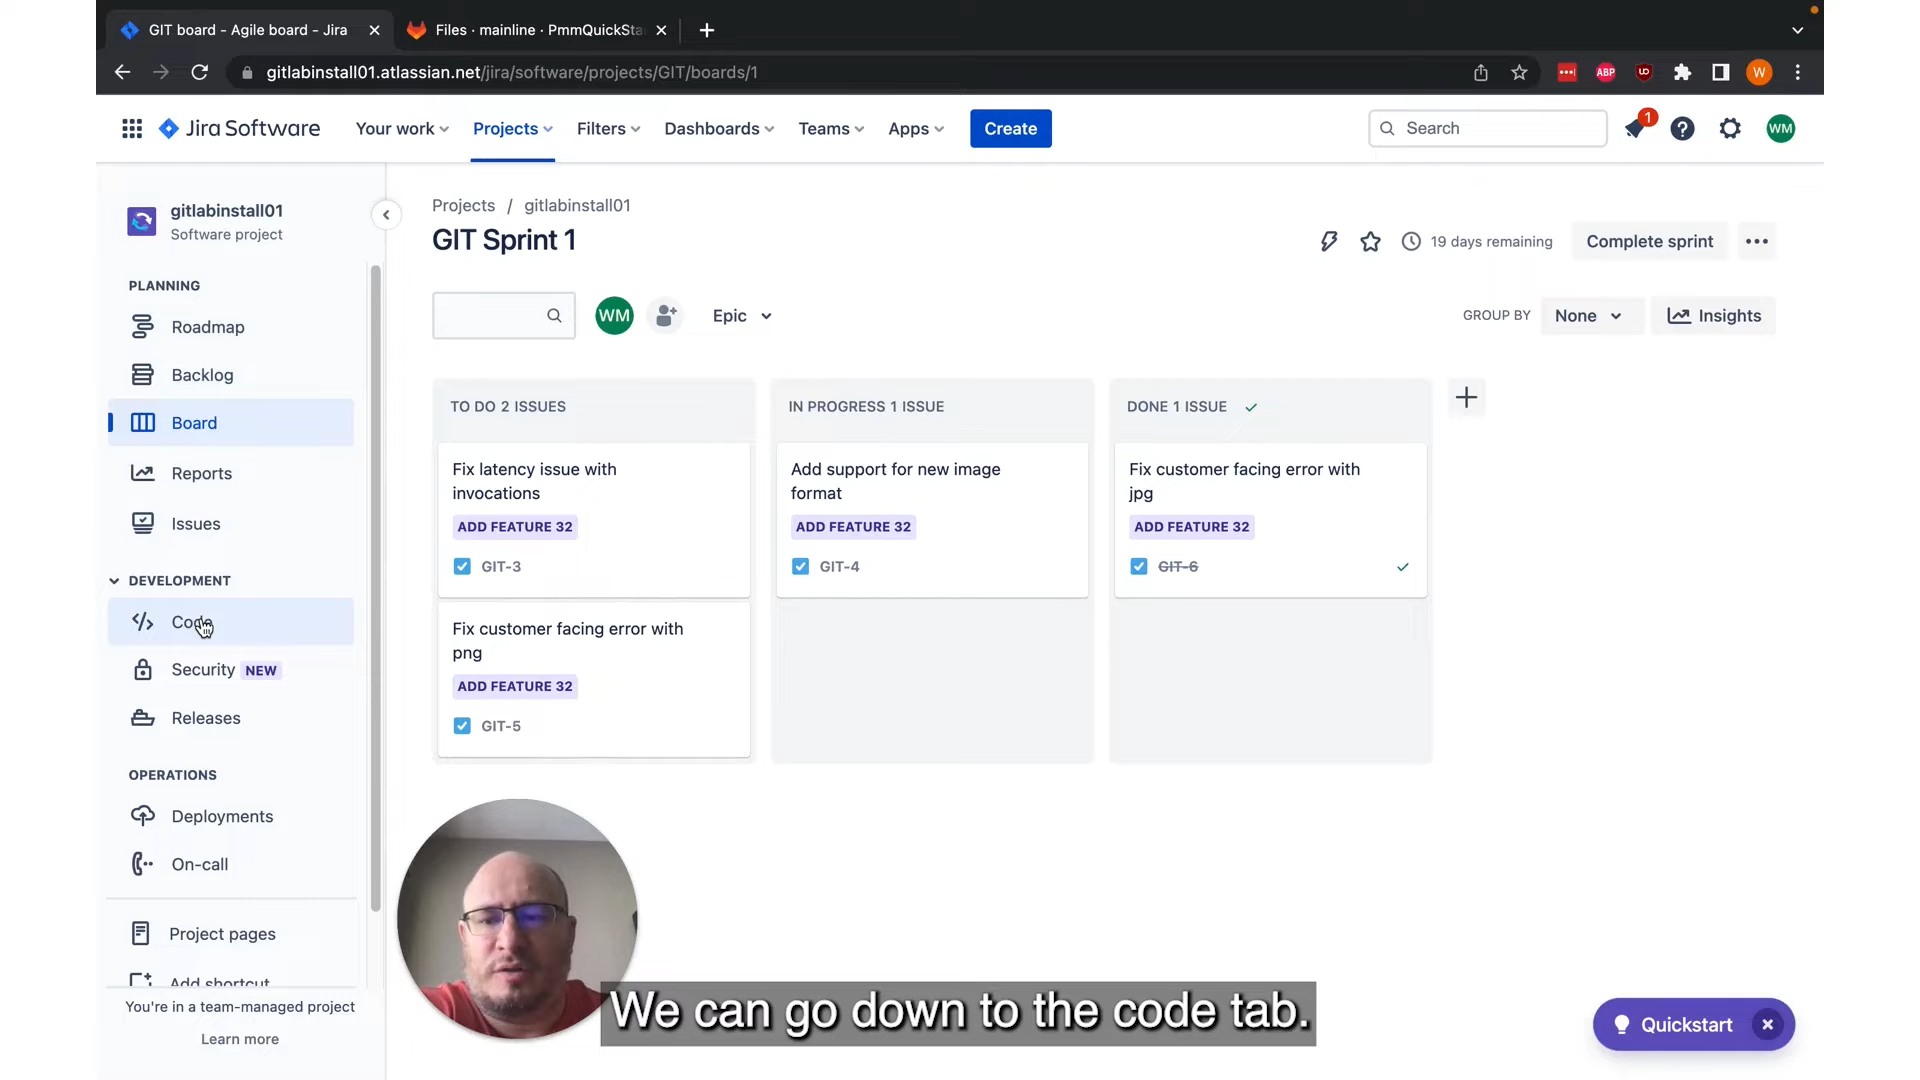 GIT board - Agile board - Jira
Files · mainline · PmmQuickSta
gitlabinstall01.atlassian.net/jira/software/projects/GIT/boards/1
ABP
W
Jira Software
Your work
Projects
Filters
Dashboards
Teams
Apps
Create
Search
1
WM
gitlabinstall01
Software project
PLANNING
Roadmap
Backlog
Board
Reports
Issues
DEVELOPMENT
Code
Security NEW
Releases
OPERATIONS
Deployments
On-call
Project pages
Add shortcut
You're in a team-managed project
Learn more
Projects / gitlabinstall01
GIT Sprint 1
19 days remaining
Complete sprint
WM
Epic
GROUP BY
None
Insights
TO DO 2 ISSUES
Fix latency issue with
invocations
ADD FEATURE 32
GIT-3
Fix customer facing error with
png
ADD FEATURE 32
GIT-5
IN PROGRESS 1 ISSUE
Add support for new image
format
ADD FEATURE 32
GIT-4
DONE 1 ISSUE
Fix customer facing error with
jpg
ADD FEATURE 32
GIT-6
We can go down to the code tab.
Quickstart